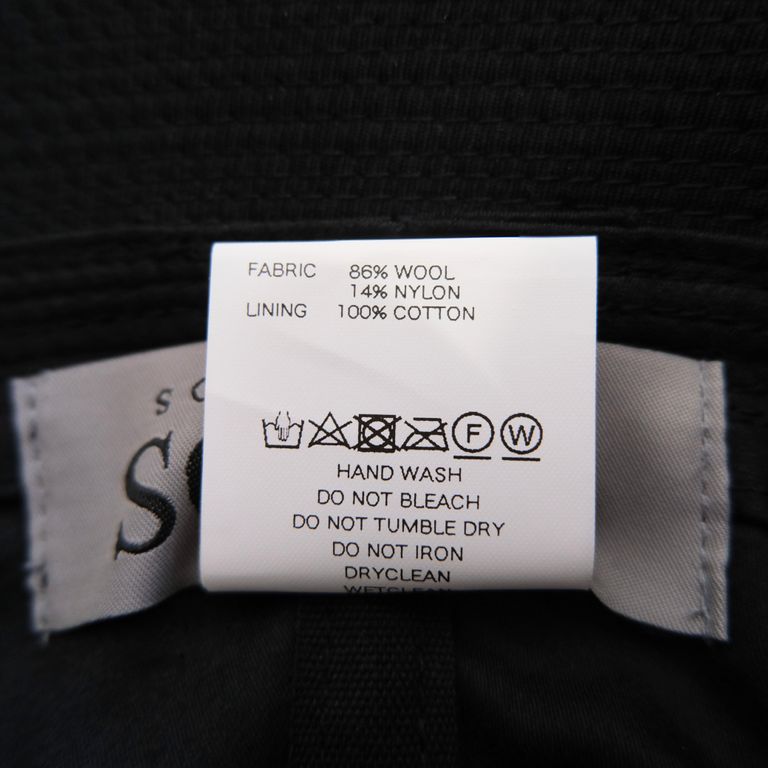 FABRIC 86% WOOL
14% NYLON
LINING 100% COTTON
F W
HAND WASH
DO NOT BLEACH
DO NOT TUMBLE DRY
DO NOT IRON
DRYCLEAN
WETCLEAN